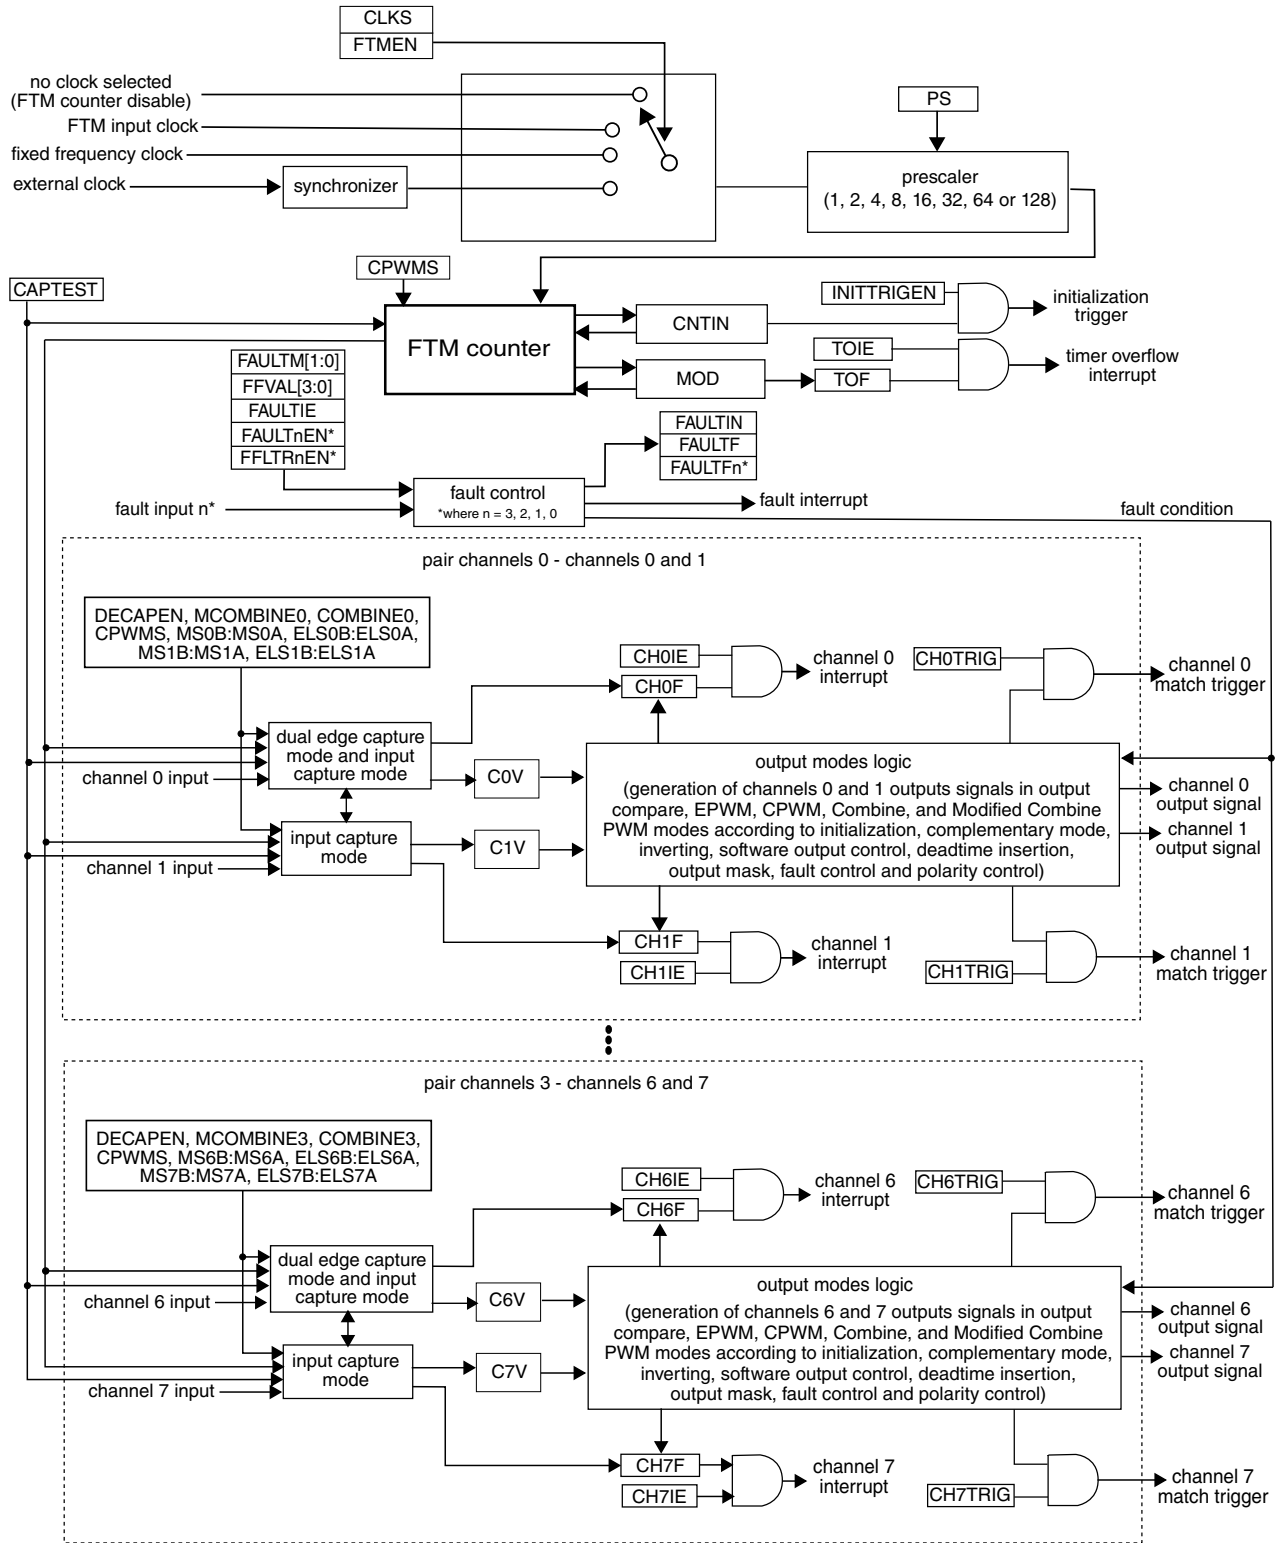 CLKS
FTMEN
no clock selected
(FTM counter disable)
FTM input clock
fixed frequency clock
external clock
synchronizer
PS
prescaler
(1, 2, 4, 8, 16, 32, 64 or 128)
CPWMS
CAPTEST
FTM counter
CNTIN
MOD
INITTRIGEN
initialization
trigger
TOIE
TOF
timer overflow
interrupt
FAULTM[1:0]
FFVAL[3:0]
FAULTIE
FAULTnEN*
FFLTRnEN*
FAULTIN
FAULTF
FAULTFn*
fault input n*
fault control
*where n = 3, 2, 1, 0
fault interrupt
fault condition
pair channels 0 - channels 0 and 1
DECAPEN, MCOMBINE0, COMBINE0,
CPWMS, MS0B:MS0A, ELS0B:ELS0A,
MS1B:MS1A, ELS1B:ELS1A
CH0IE
CH0F
channel 0
interrupt
CH0TRIG
channel 0
match trigger
dual edge capture
mode and input
capture mode
channel 0 input
C0V
input capture
mode
channel 1 input
C1V
output modes logic
(generation of channels 0 and 1 outputs signals in output
compare, EPWM, CPWM, Combine, and Modified Combine
PWM modes according to initialization, complementary mode,
inverting, software output control, deadtime insertion,
output mask, fault control and polarity control)
channel 0
output signal
channel 1
output signal
CH1F
CH1IE
channel 1
interrupt
CH1TRIG
channel 1
match trigger
pair channels 3 - channels 6 and 7
DECAPEN, MCOMBINE3, COMBINE3,
CPWMS, MS6B:MS6A, ELS6B:ELS6A,
MS7B:MS7A, ELS7B:ELS7A
CH6IE
CH6F
channel 6
interrupt
CH6TRIG
channel 6
match trigger
dual edge capture
mode and input
capture mode
channel 6 input
C6V
input capture
mode
channel 7 input
C7V
output modes logic
(generation of channels 6 and 7 outputs signals in output
compare, EPWM, CPWM, Combine, and Modified Combine
PWM modes according to initialization, complementary mode,
inverting, software output control, deadtime insertion,
output mask, fault control and polarity control)
channel 6
output signal
channel 7
output signal
CH7F
CH7IE
channel 7
interrupt
CH7TRIG
channel 7
match trigger